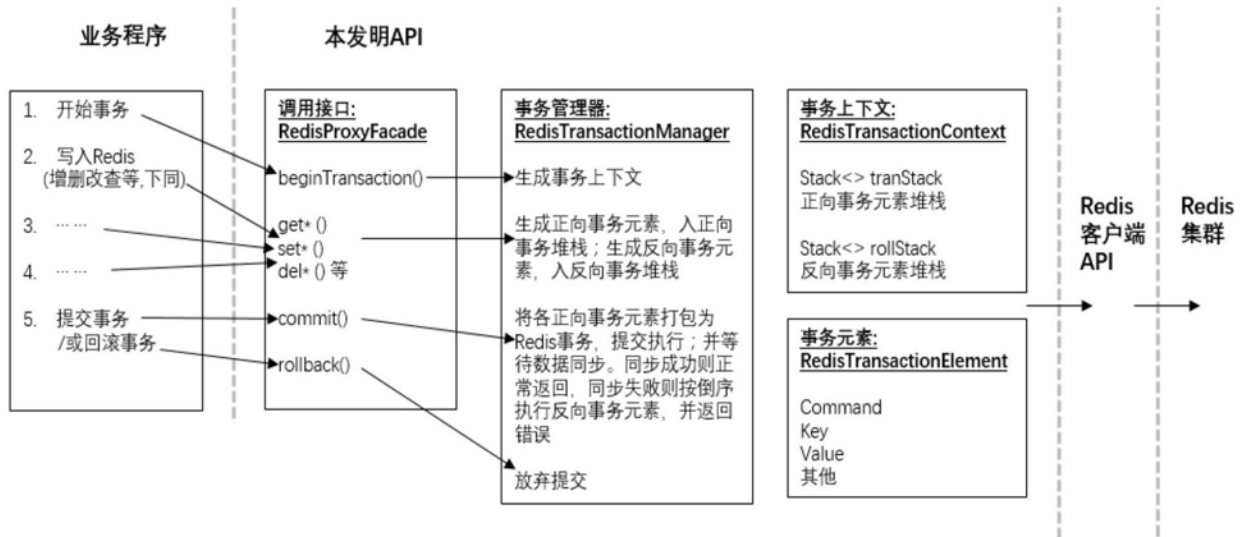 业务程序
本发明API
1. 开始事务
2. 写入Redis
(增删改查等,下同)
3. … …
4. … …
5. 提交事务
/或回滚事务
调用接口:
RedisProxyFacade
beginTransaction()
get* ()
set* ()
del* () 等
commit()
rollback()
事务管理器:
RedisTransactionManager
生成事务上下文
生成正向事务元素，入正向
事务堆栈；生成反向事务元
素，入反向事务堆栈
将各正向事务元素打包为
Redis事务，提交执行；并等
待数据同步。同步成功则正
常返回，同步失败则按倒序
执行反向事务元素，并返回
错误
放弃提交
事务上下文:
RedisTransactionContext
Stack<> tranStack
正向事务元素堆栈
Stack<> rollStack
反向事务元素堆栈
事务元素:
RedisTransactionElement
Command
Key
Value
其他
Redis
客户端
API
Redis
集群